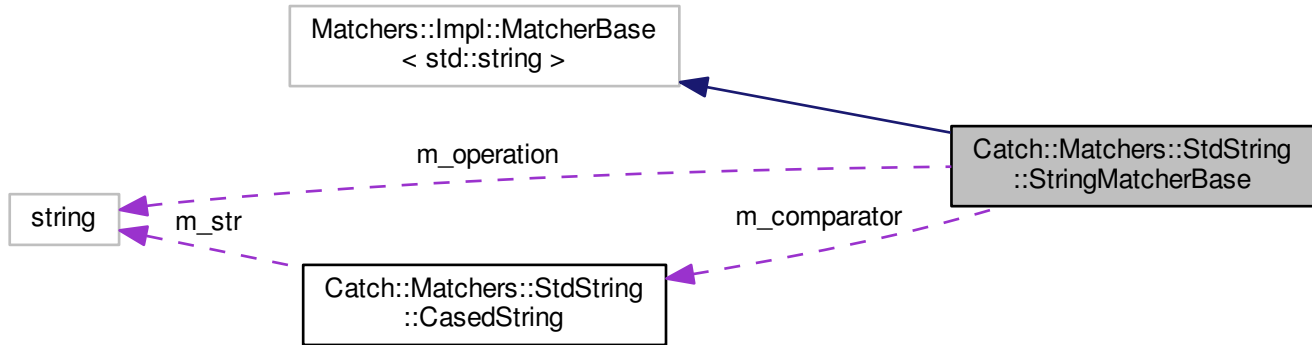 Matchers::Impl::MatcherBase
< std::string >
Catch::Matchers::StdString
::StringMatcherBase
m_operation
string
m_str
m_comparator
Catch::Matchers::StdString
::CasedString